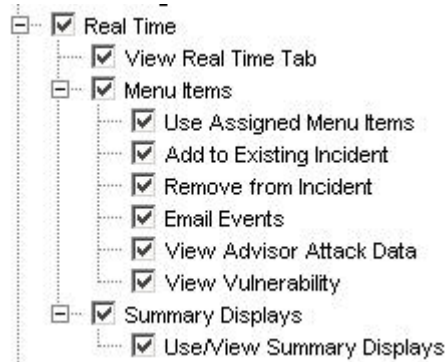 Real Time
View Real Time Tab
Menu Items
Use Assigned Menu Items
Add to Existing Incident
Remove from Incident
Email Events
View Advisor Attack Data
View Vulnerability
Summary Displays
Use/View Summary Displays